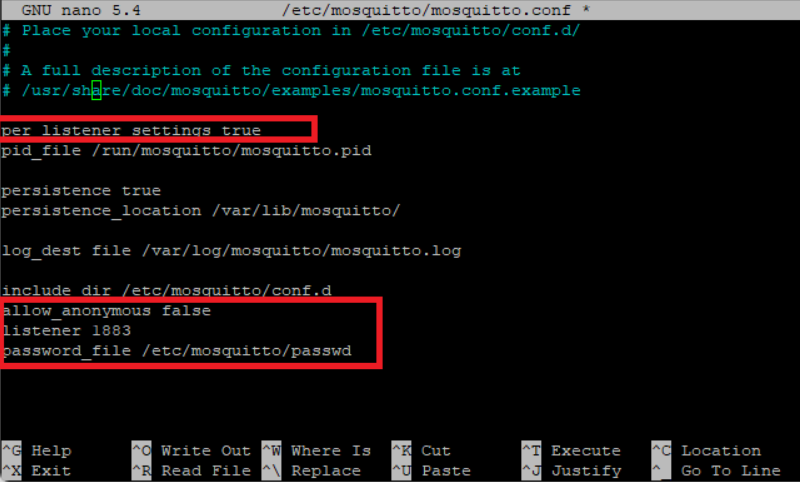 GNU nano 5.4 /etc/mosquitto/mosquitto.conf *
# Place your local configuration in /etc/mosquitto/conf.d/
#
# A full description of the configuration file is at
# /usr/share/doc/mosquitto/examples/mosquitto.conf.example
per_listener_settings true
pid_file /run/mosquitto/mosquitto.pid
persistence true
persistence_location /var/lib/mosquitto/
log_dest file /var/log/mosquitto/mosquitto.log
include_dir /etc/mosquitto/conf.d
allow_anonymous false
listener 1883
password_file /etc/mosquitto/passwd
^G Help ^O Write Out ^W Where Is ^K Cut ^T Execute ^C Location
^X Exit ^R Read File ^\ Replace ^U Paste ^J Justify ^_ Go To Line